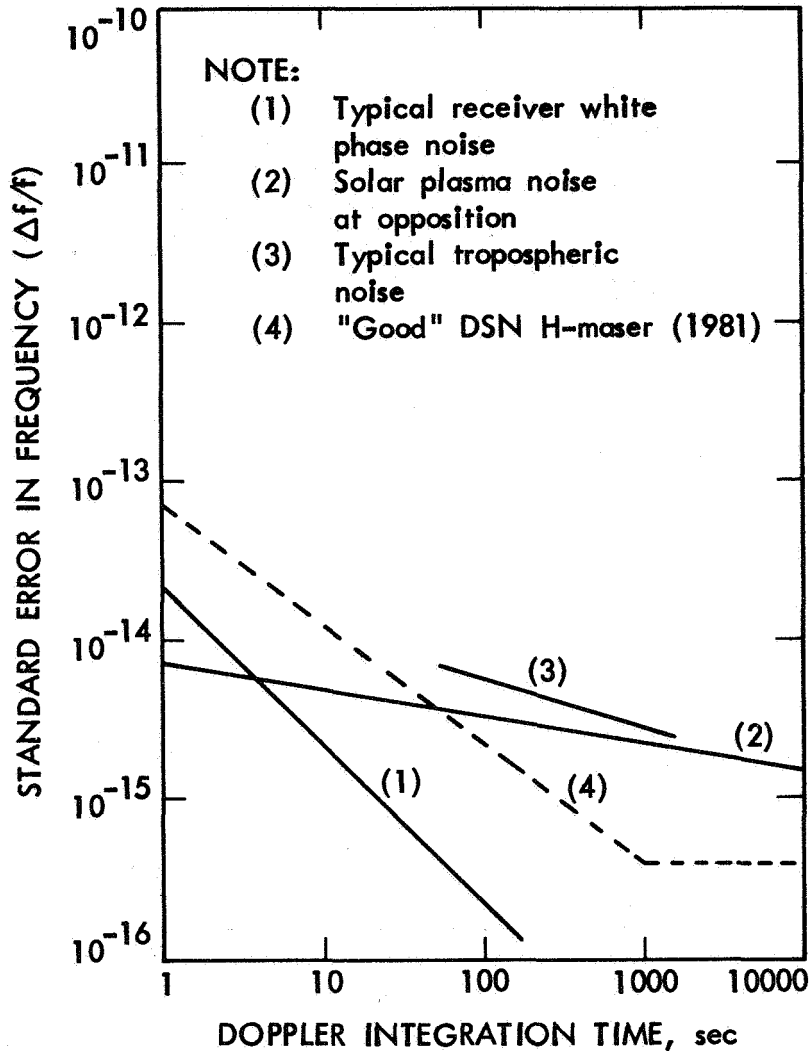 10⁻¹⁰
NOTE:
(1) Typical receiver white
phase noise
(2) Solar plasma noise
at opposition
(3) Typical tropospheric
noise
(4) "Good" DSN H-maser (1981)
10⁻¹¹
10⁻¹²
10⁻¹³
10⁻¹⁴
10⁻¹⁵
10⁻¹⁶
STANDARD ERROR IN FREQUENCY (Δf/f)
(3)
(2)
(1)
(4)
1 10 100 1000 10000
DOPPLER INTEGRATION TIME, sec